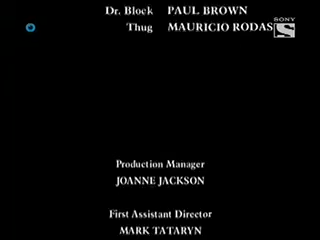 Dr. Block PAUL BROWN
Thug MAURICIO RODAS
SONY
S
Production Manager
JOANNE JACKSON
First Assistant Director
MARK TATARYN